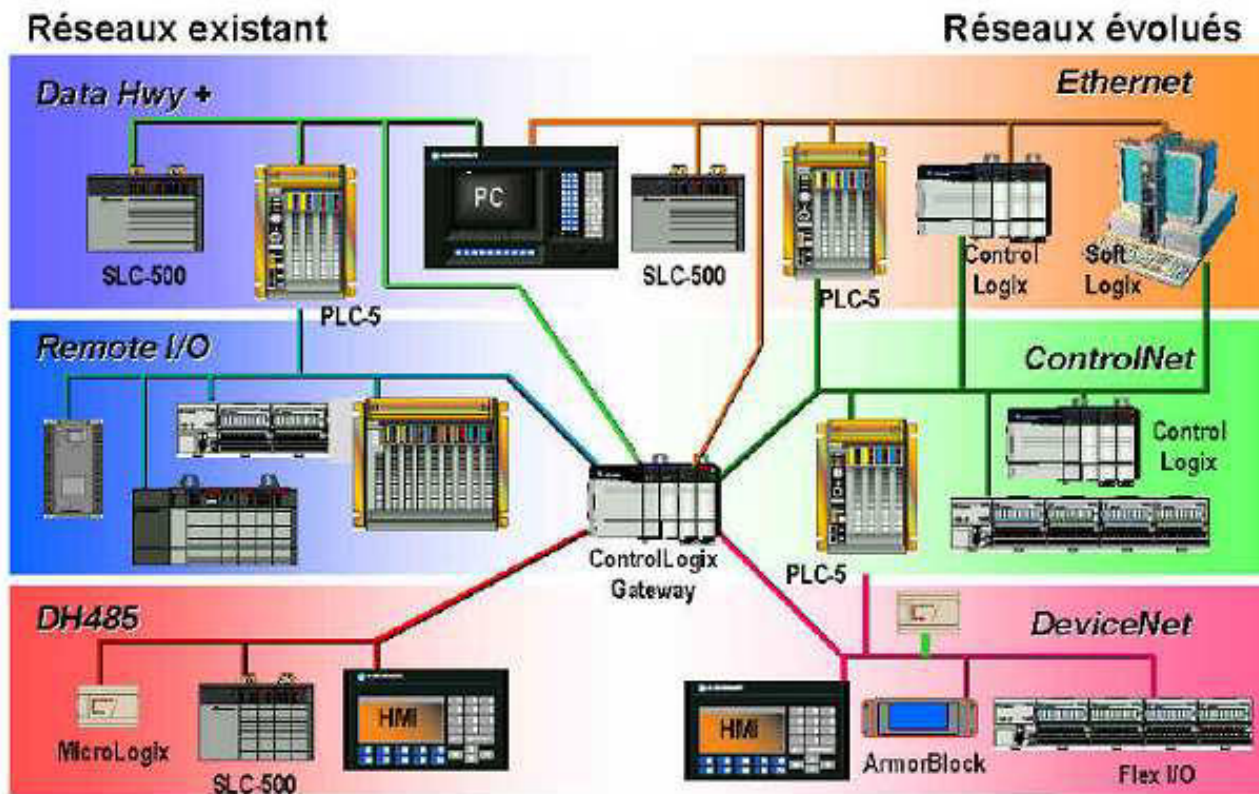 Réseaux existant
Réseaux évolués
Data Hwy +
Ethernet
PC
SLC-500
PLC-5
SLC-500
PLC-5
Control
Logix
Soft
Logix
Remote I/O
ControlNet
Control
Logix
ControlLogix
Gateway
PLC-5
DH485
DeviceNet
HMi
HMi
MicroLogix
SLC-500
ArmorBlock
Flex I/O